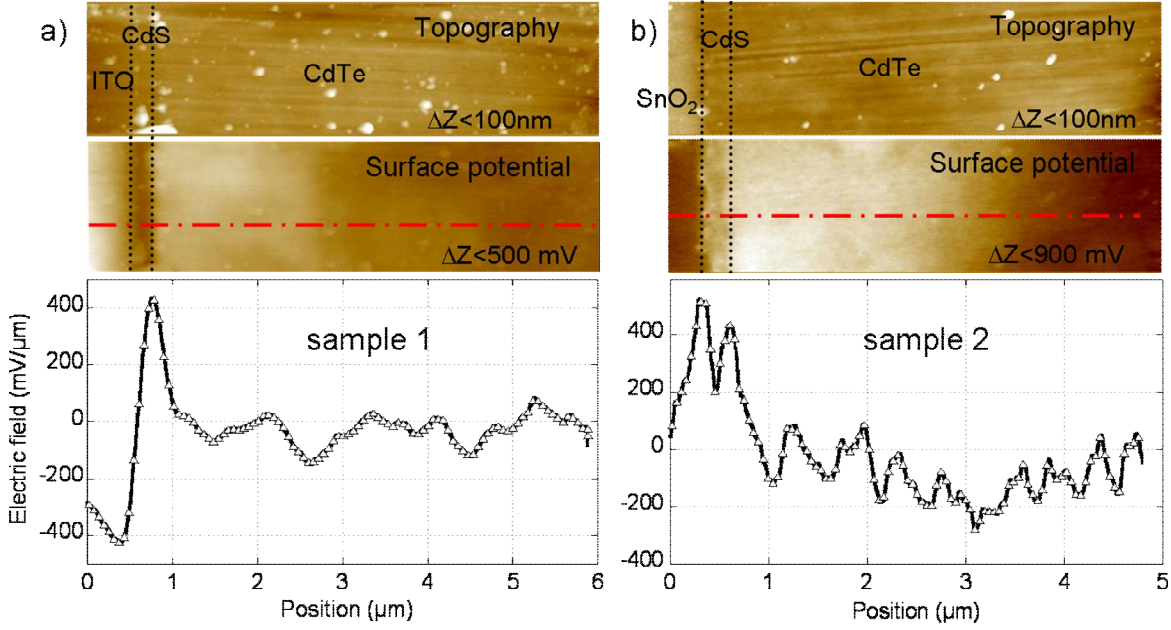 a)
Topography
CdS
ITO
CdTe
ΔZ<100nm
Surface potential
ΔZ<500 mV
Electric field (mV/µm)
400
200
0
-200
-400
sample 1
0 1 2 3 4 5 6
Position (µm)
b)
Topography
CdS
CdTe
SnO₂
ΔZ<100nm
Surface potential
ΔZ<900 mV
400
200
0
-200
-400
sample 2
0 1 2 3 4 5
Position (µm)